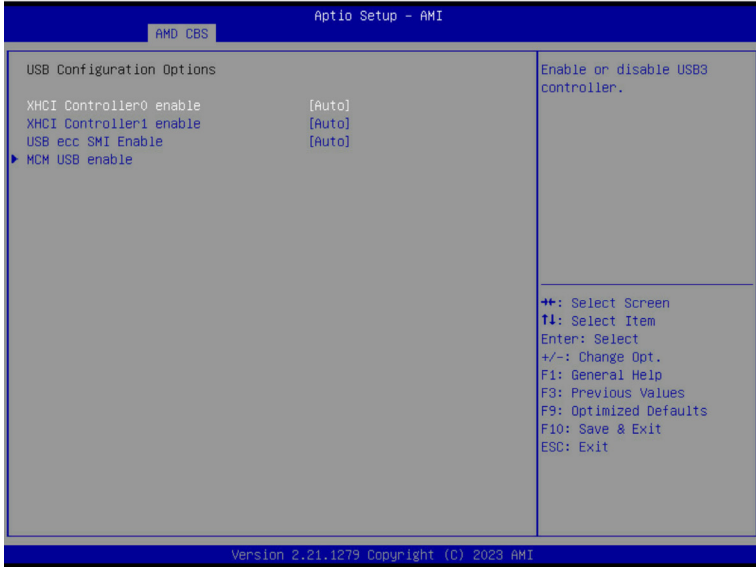 Aptio Setup - AMI
AMD CBS
USB Configuration Options
XHCI Controller0 enable [Auto]
XHCI Controller1 enable [Auto]
USB ecc SMI Enable [Auto]
MCM USB enable
Enable or disable USB3
controller.
→←: Select Screen
↑↓: Select Item
Enter: Select
+/-: Change Opt.
F1: General Help
F3: Previous Values
F9: Optimized Defaults
F10: Save & Exit
ESC: Exit
Version 2.21.1279 Copyright (C) 2023 AMI